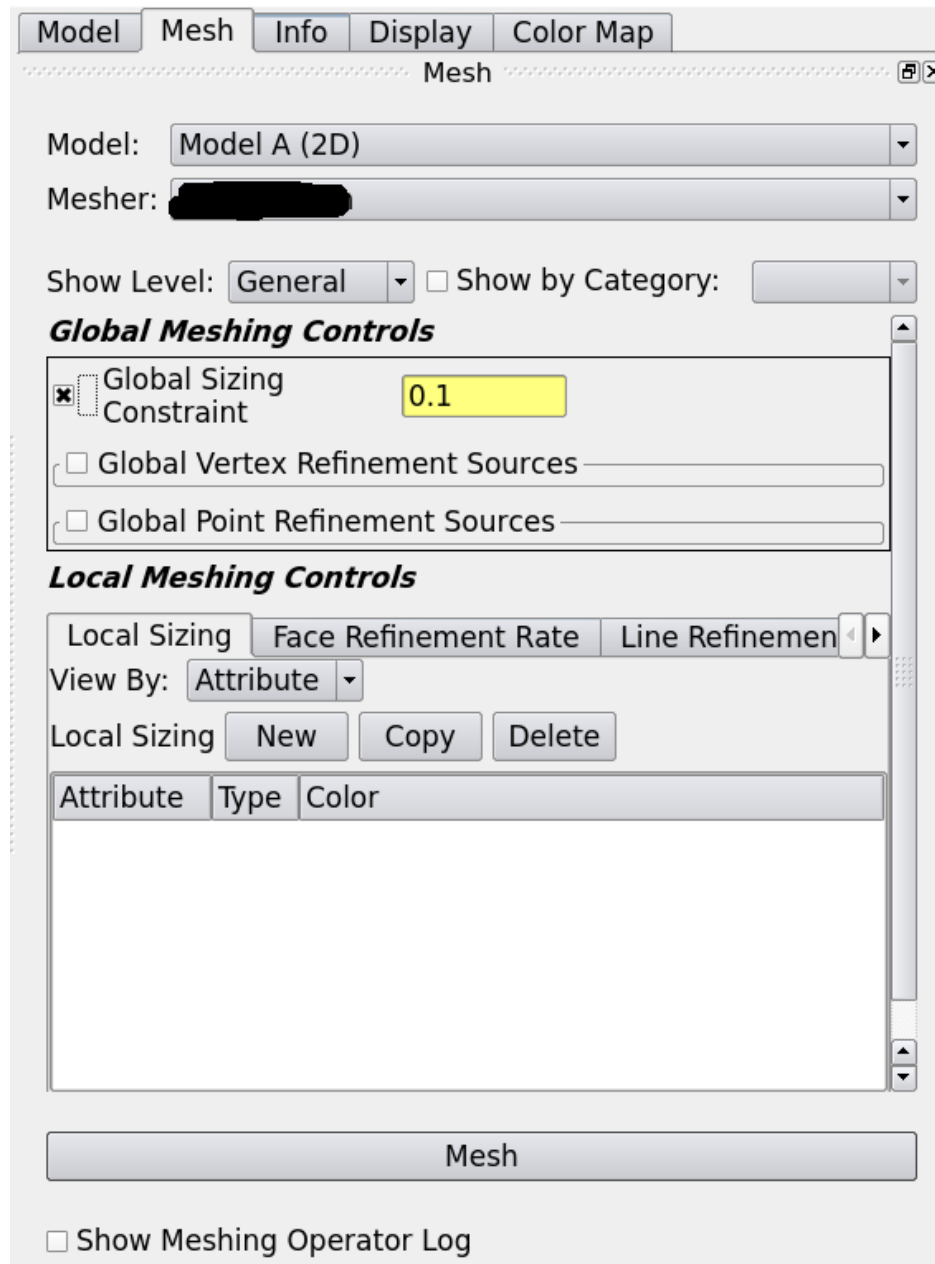 Model Mesh Info Display Color Map
Mesh
Model: Model A (2D)
Mesher:
Show Level: General Show by Category:
Global Meshing Controls
Global Sizing
Constraint 0.1
Global Vertex Refinement Sources
Global Point Refinement Sources
Local Meshing Controls
Local Sizing Face Refinement Rate Line Refinemen
View By: Attribute
Local Sizing New Copy Delete
Attribute Type Color
Mesh
Show Meshing Operator Log